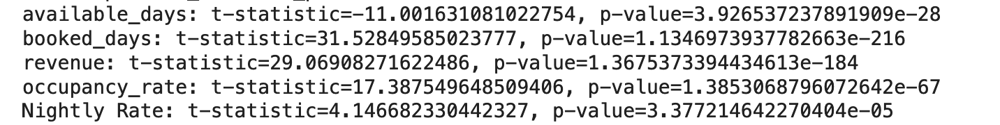 available_days: t-statistic=-11.001631081022754, p-value=3.926537237891909e-28
booked_days: t-statistic=31.52849585023777, p-value=1.1346973937782663e-216
revenue: t-statistic=29.06908271622486, p-value=1.3675373394434613e-184
occupancy_rate: t-statistic=17.387549648509406, p-value=1.3853068796072642e-67
Nightly Rate: t-statistic=4.146682330442327, p-value=3.377214642270404e-05